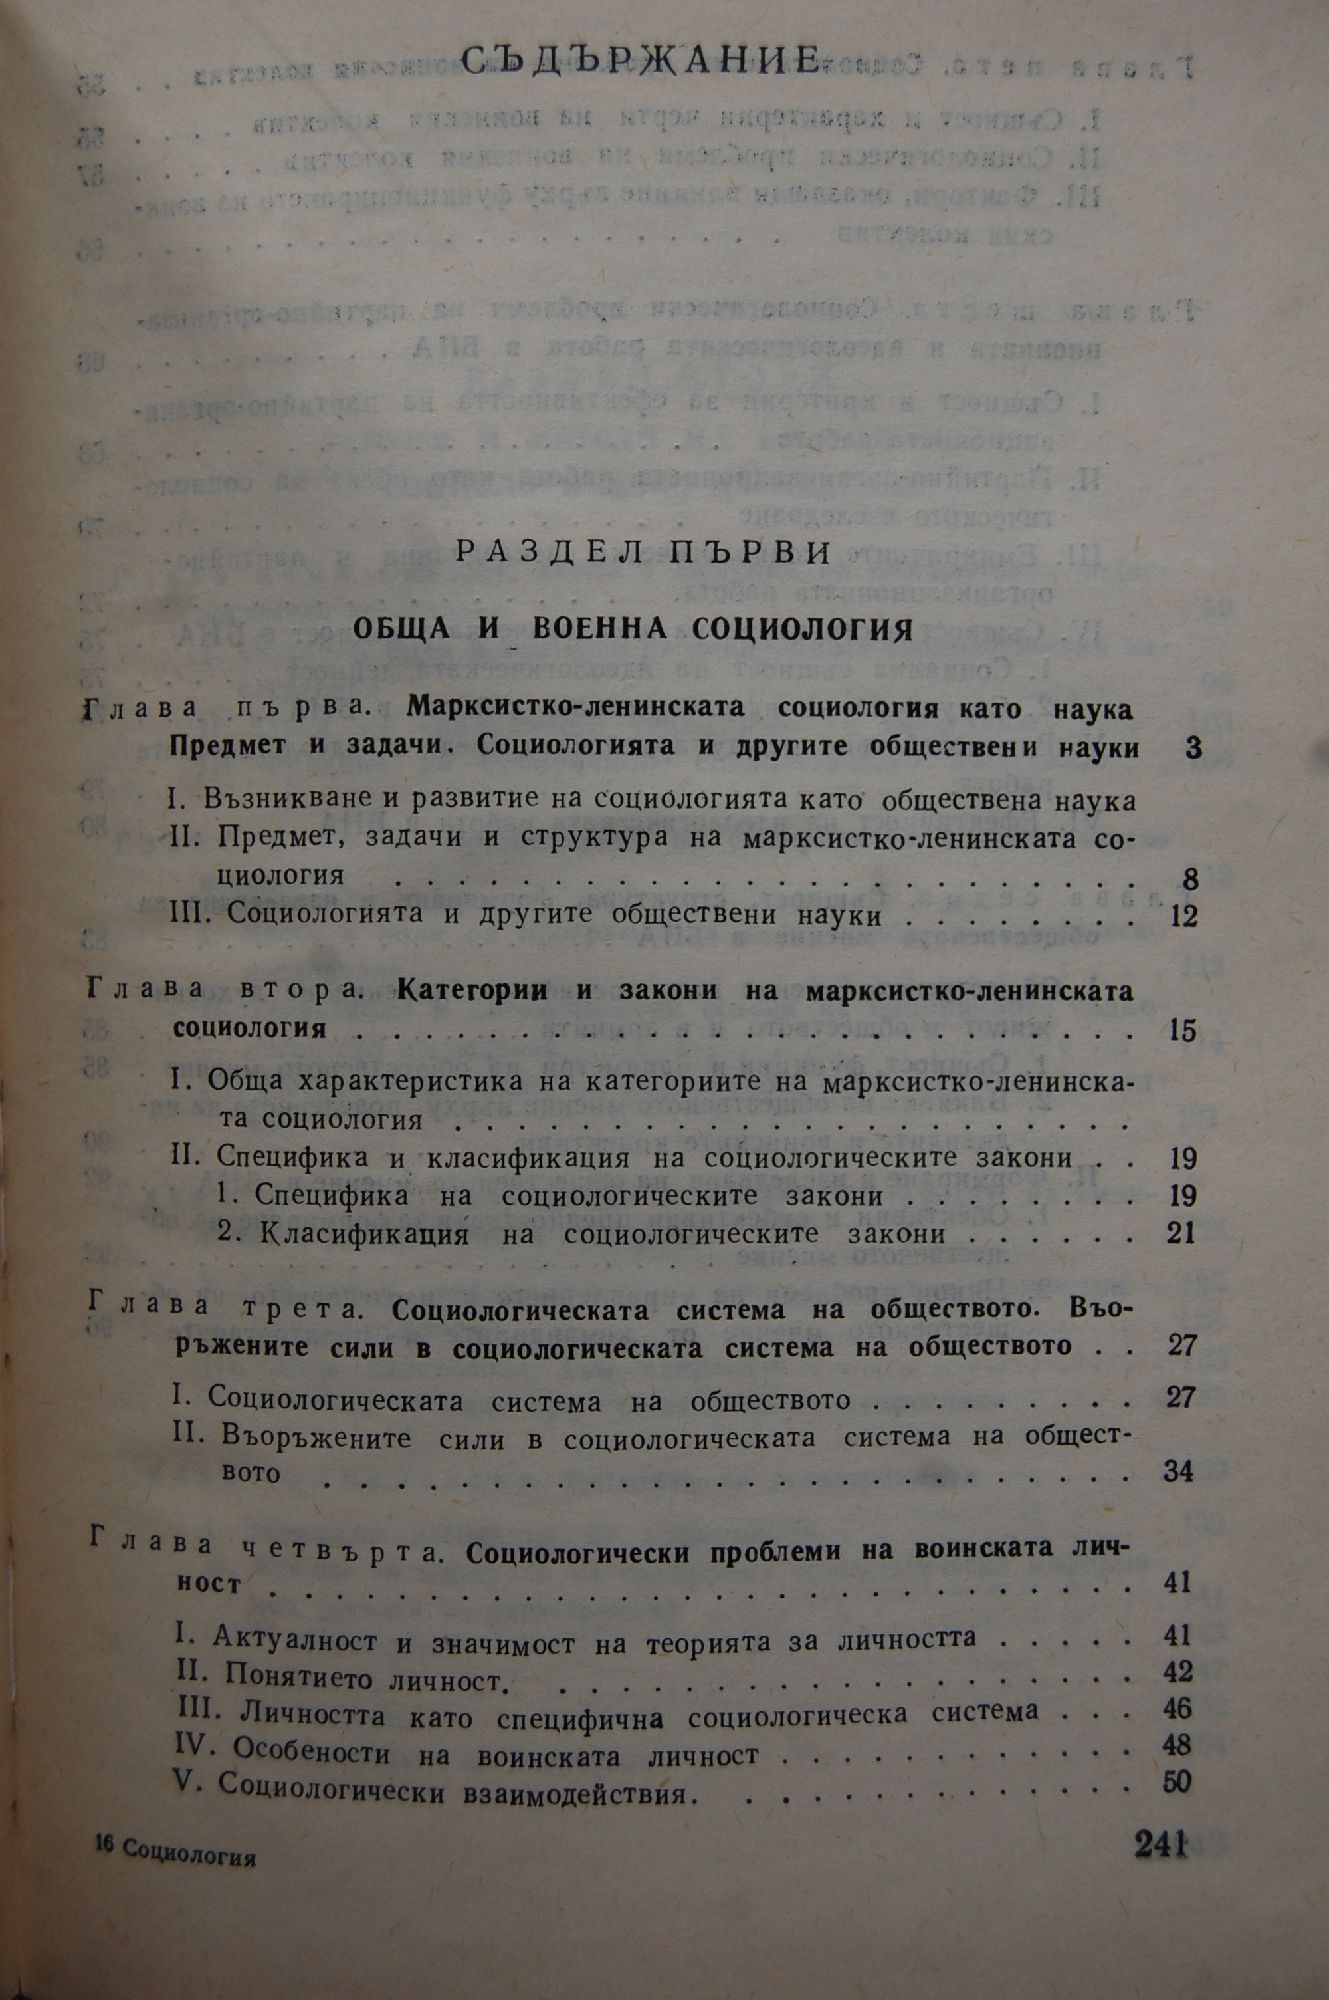 СЪДЪРЖАНИЕ
РАЗДЕЛ ПЪРВИ
ОБЩА И ВОЕННА СОЦИОЛОГИЯ
Глава първа. Марксистко-ленинската социология като наука
Предмет и задачи. Социологията и другите обществени науки 3
I. Възникване и развитие на социологията като обществена наука
II. Предмет, задачи и структура на марксистко-ленинската со-
циология . . . . . . . . . . . . . . . . . . . . . . . 8
III. Социологията и другите обществени науки . . . . . . . . 12
Глава втора. Категории и закони на марксистко-ленинската
социология . . . . . . . . . . . . . . . . . . . . . . . . 15
I. Обща характеристика на категориите на марксистко-ленинска-
та социология . . . . . . . . . . . . . . . . . . . . .
II. Специфика и класификация на социологическите закони . . 19
1. Специфика на социологическите закони . . . . . . . . 19
2. Класификация на социологическите закони . . . . . . 21
Глава трета. Социологическата система на обществото. Въо-
ръжените сили в социологическата система на обществото . . 27
I. Социологическата система на обществото . . . . . . . . . 27
II. Въоръжените сили в социологическата система на общест-
вото . . . . . . . . . . . . . . . . . . . . . . . . . 34
Глава четвърта. Социологически проблеми на воинската лич-
ност . . . . . . . . . . . . . . . . . . . . . . . . . . . 41
I. Актуалност и значимост на теорията за личността . . . . . 41
II. Понятието личност. . . . . . . . . . . . . . . . . . . 42
III. Личността като специфична социологическа система . . . 46
IV. Особености на воинската личност . . . . . . . . . . . . 48
V. Социологически взаимодействия. . . . . . . . . . . . . 50
16 Социология
241